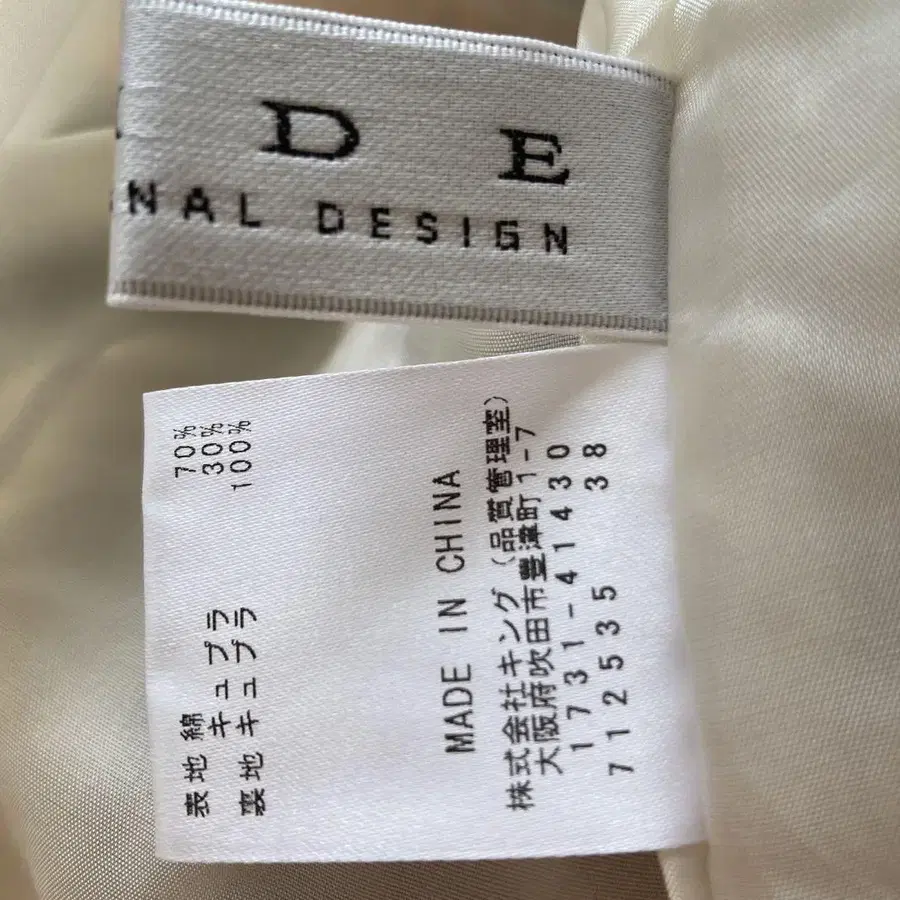 D E
NAL DESIGN
表地 綿 70%
キュプラ 30%
裏地 キュプラ 100%
MADE IN CHINA
株式会社キング(品質管理室)
大阪府吹田市豊津町1-7
1731-41430
712535 38